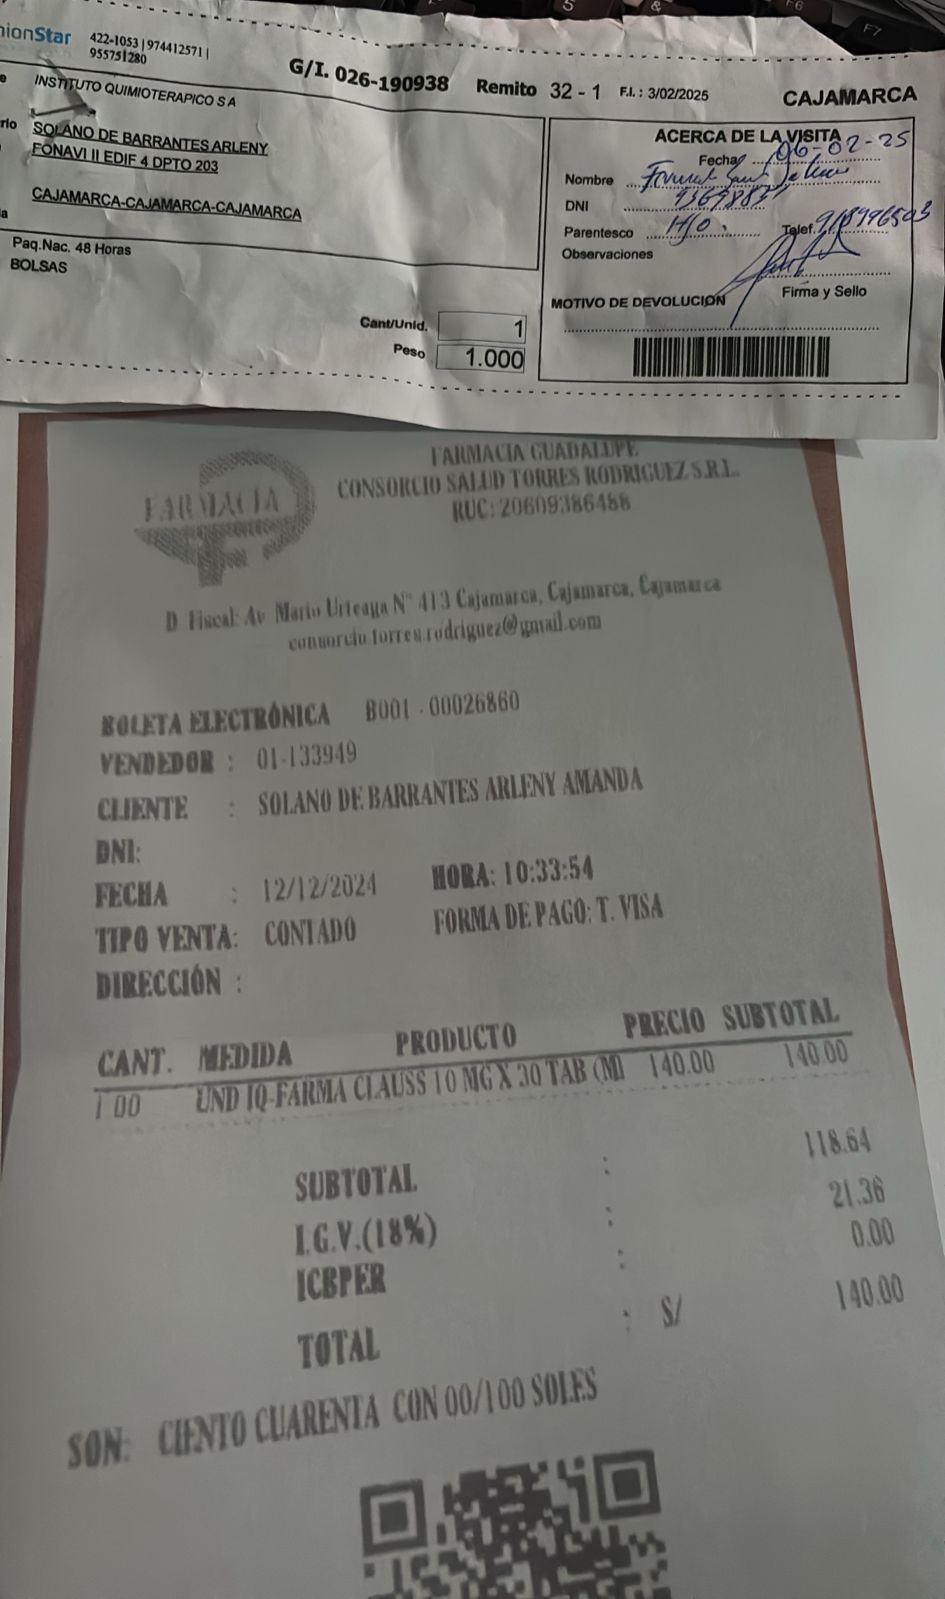 nionStar
422-1053 | 974412571 |
955751280
G/I. 026-190938 Remito 32 - 1 F.I. : 3/02/2025 CAJAMARCA
INSTITUTO QUIMIOTERAPICO S A
SOLANO DE BARRANTES ARLENY
FONAVI II EDIF 4 DPTO 203
CAJAMARCA-CAJAMARCA-CAJAMARCA
Paq.Nac. 48 Horas
BOLSAS
Cant/Unid. 1
Peso 1.000
ACERCA DE LA VISITA
Fecha 06-02-25
Nombre
DNI
Parentesco H/O. Telef.
Observaciones
Firma y Sello
MOTIVO DE DEVOLUCION
FARMACIA
FARMACIA GUADALUPE
CONSORCIO SALUD TORRES RODRIGUEZ S.R.L.
RUC: 20609386488
D. Fiscal: Av. Mario Urteaga N° 413 Cajamarca, Cajamarca, Cajamarca
consorcio.torres.rodriguez@gmail.com
BOLETA ELECTRÓNICA B001 - 00026860
VENDEDOR : 01-133949
CLIENTE : SOLANO DE BARRANTES ARLENY AMANDA
DNI:
FECHA : 12/12/2024 HORA: 10:33:54
TIPO VENTA: CONTADO FORMA DE PAGO: T. VISA
DIRECCIÓN :
CANT. MEDIDA PRODUCTO PRECIO SUBTOTAL
1.00 UND IQ-FARMA CLAUSS 10 MG X 30 TAB (M) 140.00 140.00
SUBTOTAL : 118.64
I.G.V.(18%) : 21.36
ICBPER : 0.00
TOTAL : S/ 140.00
SON: CIENTO CUARENTA CON 00/100 SOLES